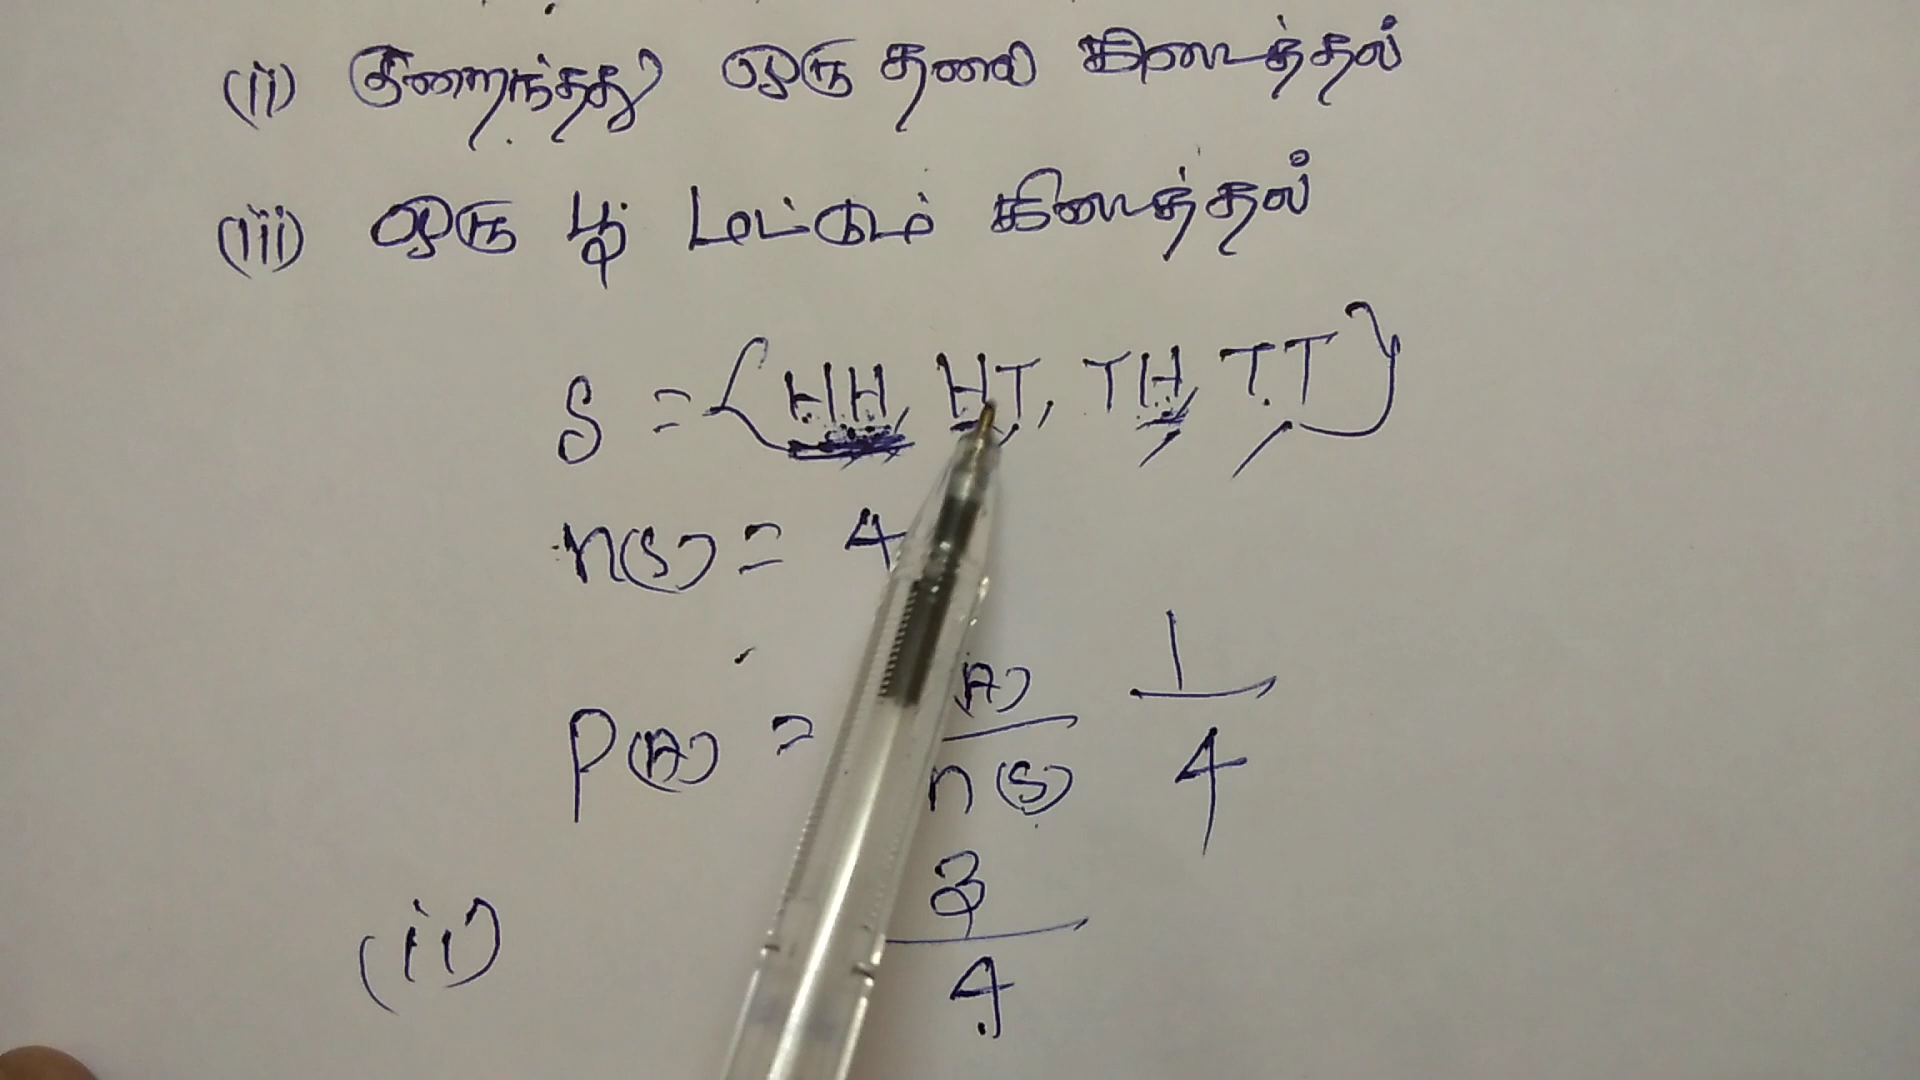 (ii) குறைந்தது ஒரு தலை கிடைத்தல்
(iii) ஒரு பூ மட்டும் கிடைத்தல்
S = {HH, HT, TH, TT}
n(S) = 4
P(A) = (A) / n(S) 1/4
(ii) 3/4